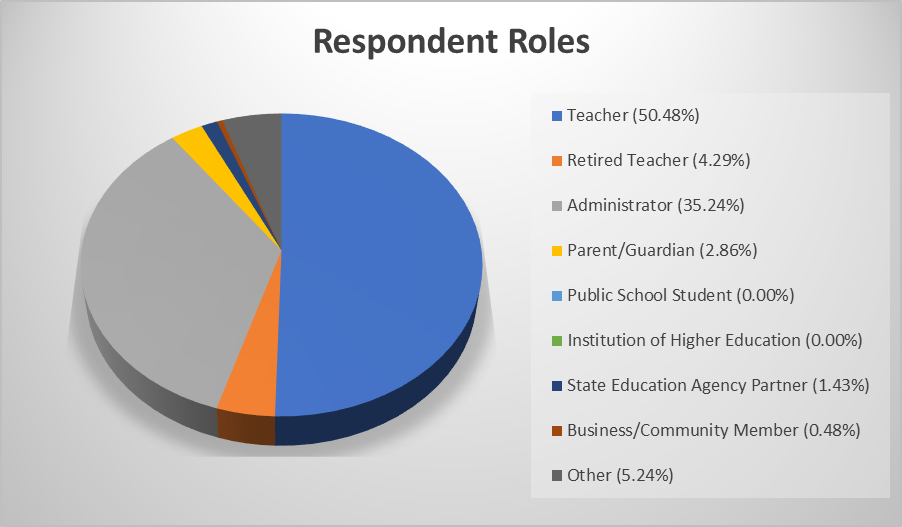 Respondent Roles
Teacher (50.48%)
Retired Teacher (4.29%)
Administrator (35.24%)
Parent/Guardian (2.86%)
Public School Student (0.00%)
Institution of Higher Education (0.00%)
State Education Agency Partner (1.43%)
Business/Community Member (0.48%)
Other (5.24%)